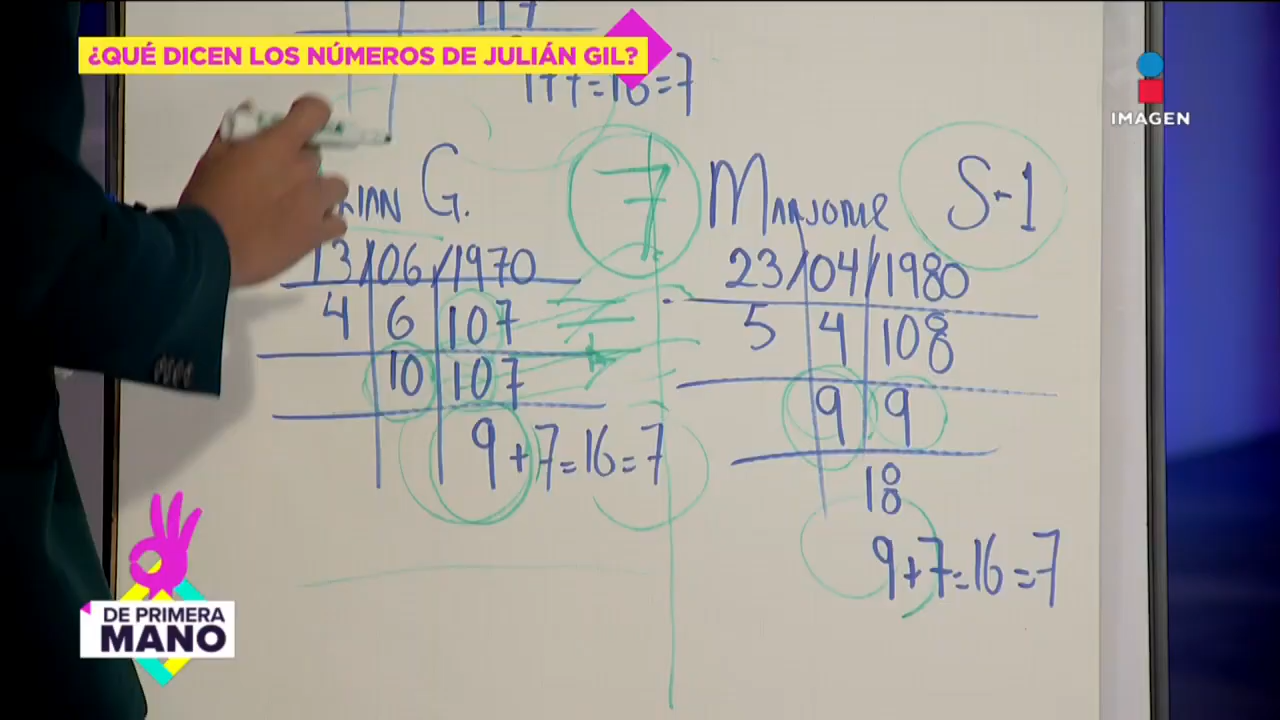 117
¿QUÉ DICEN LOS NÚMEROS DE JULIÁN GIL?
=16=7
IMAGEN
G.
7
Marjorie
S-1
13/06/1970
4 6 107
10 107
9+7=16=7
23/04/1980
5 4 108
9 9
18
9+7=16=7
DE PRIMERA
MANO